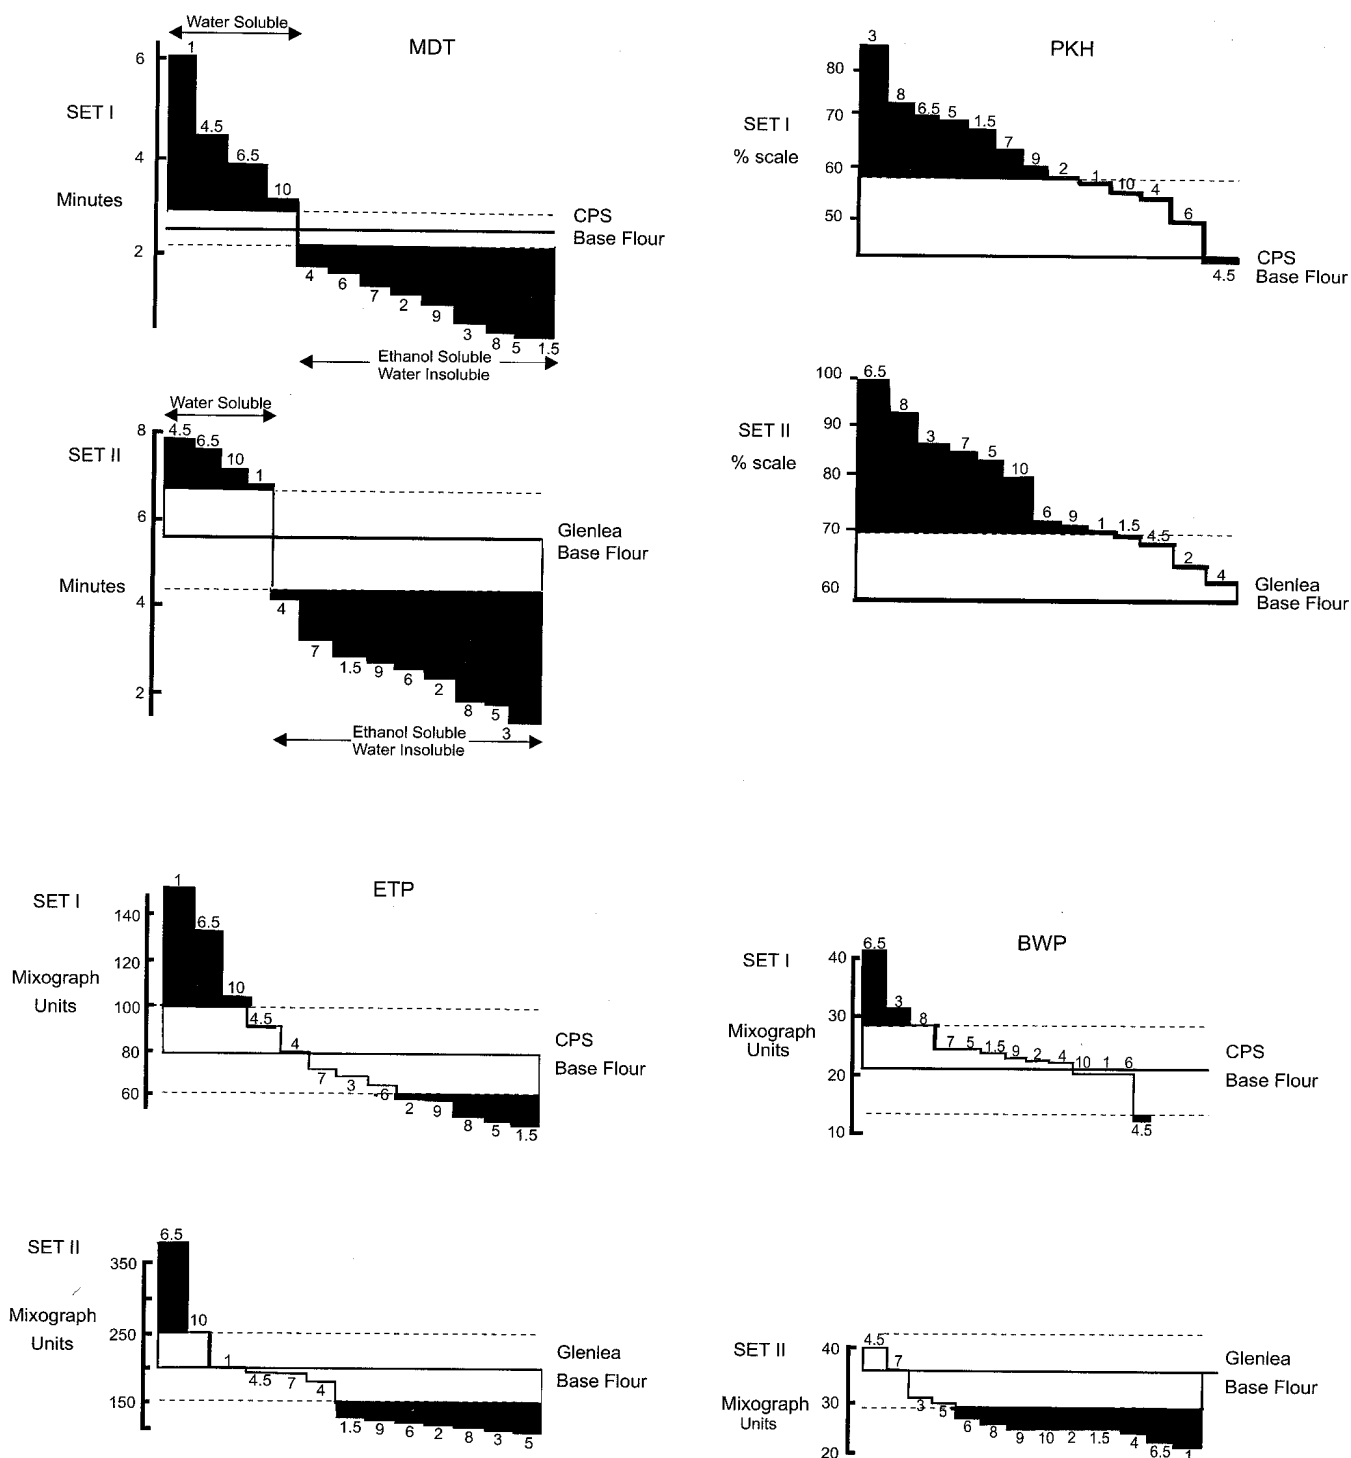 Water Soluble
MDT
1
6
SET I
4.5
6.5
4
10
Minutes
CPS
Base Flour
2
4
6
7
2
9
3
8
5
1.5
Ethanol Soluble
Water Insoluble
PKH
3
80
8
6.5
5
70
1.5
SET I
7
% scale
60
9
2
1
10
4
50
6
CPS
Base Flour
4.5
Water Soluble
8
4.5
6.5
SET II
10
1
6
Glenlea
Base Flour
Minutes
4
4
7
1.5
9
6
2
2
8
5
3
Ethanol Soluble
Water Insoluble
100
6.5
8
90
SET II
3
7
5
% scale
80
10
70
6
9
1
1.5
4.5
2
4
60
Glenlea
Base Flour
ETP
1
SET I
140
6.5
120
Mixograph
Units
10
100
4.5
4
CPS
80
Base Flour
7
3
6
60
2
9
8
5
1.5
BWP
6.5
SET I
40
3
8
30
Mixograph
Units
7
5
1.5
9
2
4
10
1
6
CPS
Base Flour
20
10
4.5
6.5
SET II
350
Mixograph
Units
10
250
1
Glenlea
Base Flour
4.5
7
4
150
1.5
9
6
2
8
3
5
4.5
SET II
40
7
Glenlea
Base Flour
Mixograph
Units
30
3
5
6
8
9
10
2
1.5
4
6.5
1
20